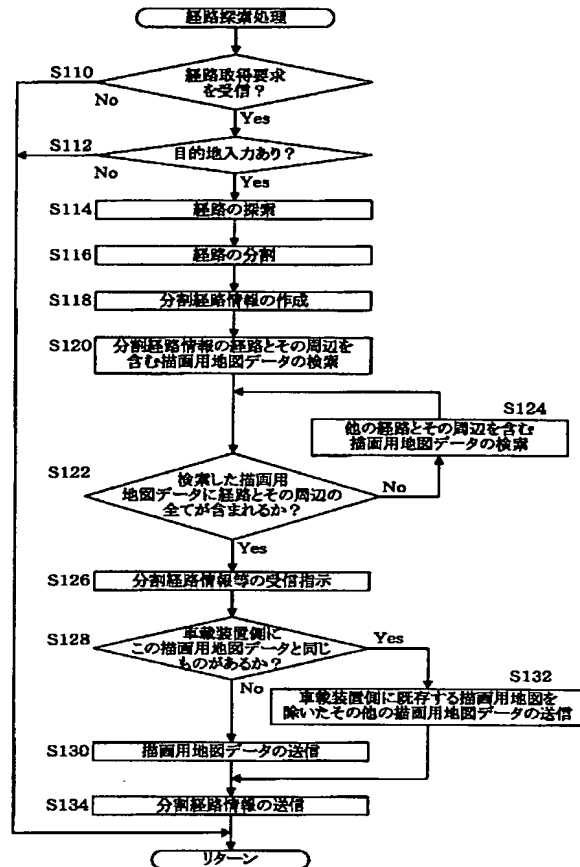 経路探索処理
S110
経路取得要求
を受信？
No
Yes
S112
目的地入力あり？
No
Yes
S114
経路の探索
S116
経路の分割
S118
分割経路情報の作成
S120
分割経路情報の経路とその周辺を
含む描画用地図データの検索
S124
他の経路とその周辺を含む
描画用地図データの検索
S122
検索した描画用
地図データに経路とその周辺の
全てが含まれるか？
No
Yes
S126
分割経路情報等の受信指示
S128
車載装置側に
この描画用地図データと同じ
ものがあるか？
Yes
No
S132
車載装置側に既存する描画用地図を
除いたその他の描画用地図データの送信
S130
描画用地図データの送信
S134
分割経路情報の送信
リターン